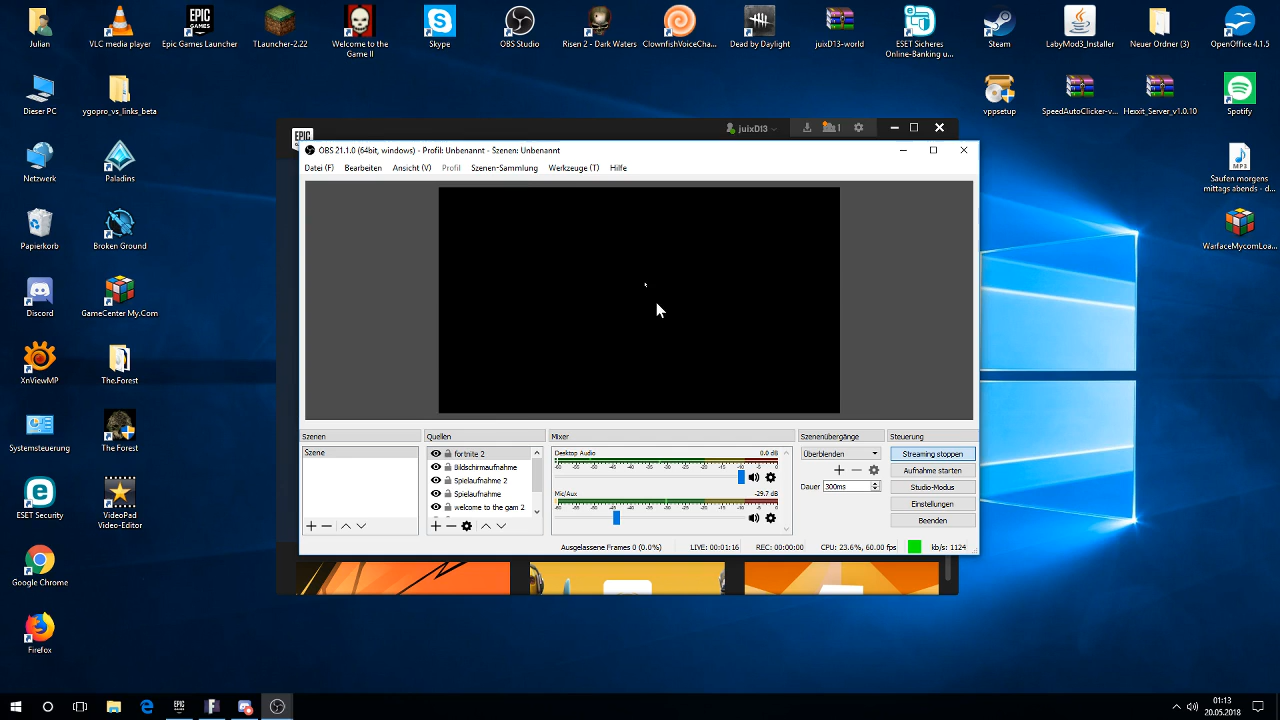 Julian
VLC media player
Epic Games Launcher
TLauncher-2.22
Welcome to the
Game II
Skype
OBS Studio
Risen 2 - Dark Waters
ClownfishVoiceCha...
Dead by Daylight
juixD13-world
ESET Sicheres
Online-Banking u...
Steam
LabyMod3_Installer
Neuer Ordner (3)
OpenOffice 4.1.5
Dieser PC
ygopro_vs_links_beta
vppsetup
SpeedAutoClicker-v...
Hexxit_Server_v1.0.10
Spotify
Netzwerk
Paladins
Saufen morgens
mittags abends - d...
Papierkorb
Broken Ground
WarfaceMycomLoa...
Discord
GameCenter My.Com
XnViewMP
The.Forest
Systemsteuerung
The Forest
ESET Security
VideoPad
Video-Editor
Google Chrome
Firefox
EPIC
juixD13
1
OBS 21.1.0 (64bit, windows) - Profil: Unbenannt - Szenen: Unbenannt
Datei (F) Bearbeiten Ansicht (V) Profil Szenen-Sammlung Werkzeuge (T) Hilfe
Szenen
Szene
Quellen
fortnite 2
Bildschirmaufnahme
Spielaufnahme 2
Spielaufnahme
welcome to the gam 2
Mixer
Desktop Audio 0.0 dB
Mic/Aux -29.7 dB
Szenenübergänge
Überblenden
Dauer 300ms
Steuerung
Streaming stoppen
Aufnahme starten
Studio-Modus
Einstellungen
Beenden
Ausgelassene Frames 0 (0.0%) LIVE: 00:01:16 REC: 00:00:00 CPU: 23.6%, 60.00 fps kb/s: 1124
01:13
20.05.2018